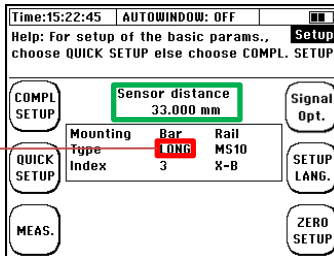 Time:15:22:45 AUTOWINDOW: OFF
Help: For setup of the basic params., Setup
choose QUICK SETUP else choose COMPL. SETUP
COMPL SETUP
Sensor distance
33.000 mm
Signal Opt.
Mounting Bar Rail
Type LONG MS10
Index 3 X-B
QUICK SETUP
SETUP LANG.
MEAS.
ZERO SETUP